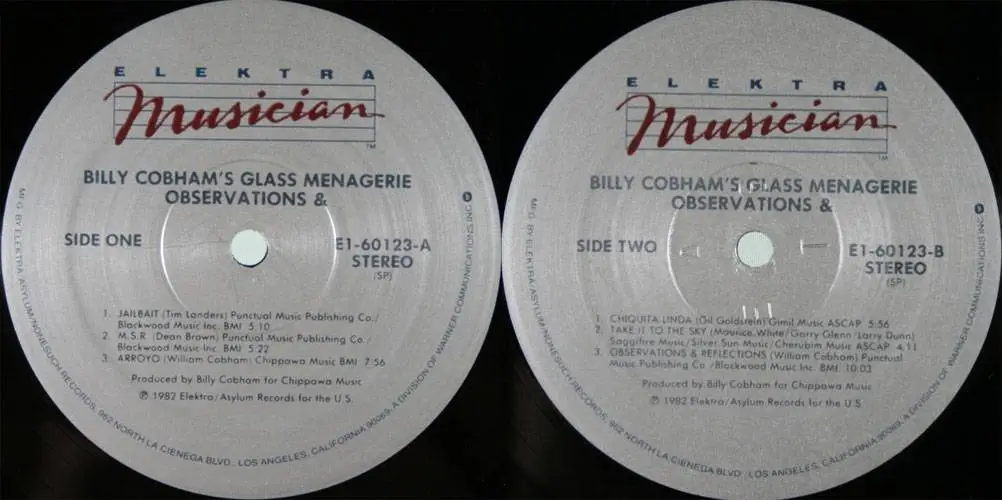 ELEKTRA
Musician
TM
BILLY COBHAM'S GLASS MENAGERIE
OBSERVATIONS &
SIDE ONE
E1-60123-A
STEREO
(SP)
1. JAILBAIT (Tim Landers) Punctual Music Publishing Co./
Blackwood Music Inc. BMI 5:10
2. M.S.R. (Dean Brown) Punctual Music Publishing Co./
Blackwood Music Inc. BMI 5:22
3. ARROYO (William Cobham) Chippawa Music BMI 7:56
Produced by Billy Cobham for Chippawa Music
℗ 1982 Elektra/Asylum Records for the U.S.
MFG. BY ELEKTRA/ASYLUM/NONESUCH RECORDS, 962 NORTH LA CIENEGA BLVD., LOS ANGELES, CALIFORNIA 90069, A DIVISION OF WARNER COMMUNICATIONS INC.
ELEKTRA
Musician
TM
BILLY COBHAM'S GLASS MENAGERIE
OBSERVATIONS &
SIDE TWO
E1-60123-B
STEREO
(SP)
1. CHIQUITA LINDA (Gil Goldstein) Gimil Music ASCAP 5:56
2. TAKE IT TO THE SKY (Maurice White/Garry Glenn/Larry Dunn)
Saggifire Music/Silver Sun Music/Cherubim Music ASCAP 4:11
3. OBSERVATIONS & REFLECTIONS (William Cobham) Punctual
Music Publishing Co./Blackwood Music Inc. BMI 10:03
Produced by Billy Cobham for Chippawa Music
℗ 1982 Elektra/Asylum Records for the U.S.
MFG. BY ELEKTRA/ASYLUM/NONESUCH RECORDS, 962 NORTH LA CIENEGA BLVD., LOS ANGELES, CALIFORNIA 90069, A DIVISION OF WARNER COMMUNICATIONS INC.